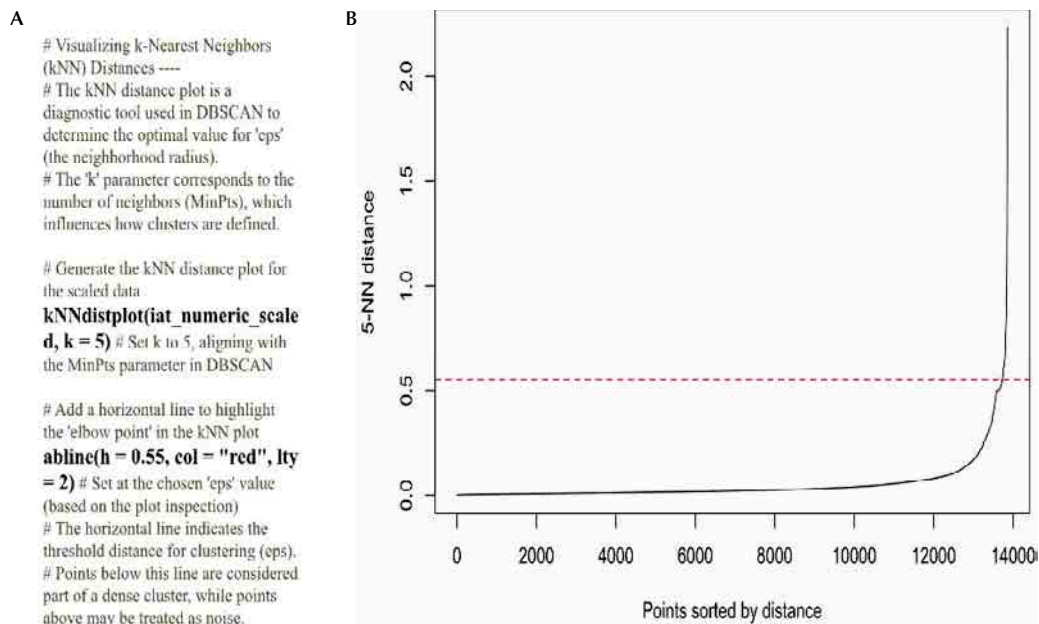 A
# Visualizing k-Nearest Neighbors
(kNN) Distances ----
# The kNN distance plot is a
diagnostic tool used in DBSCAN to
determine the optimal value for 'eps'
(the neighborhood radius).
# The 'k' parameter corresponds to the
number of neighbors (MinPts), which
influences how clusters are defined.
# Generate the kNN distance plot for
the scaled data
kNNdistplot(iat_numeric_scale
d, k = 5) # Set k to 5, aligning with
the MinPts parameter in DBSCAN
# Add a horizontal line to highlight
the 'elbow point' in the kNN plot
abline(h = 0.55, col = "red", lty
= 2) # Set at the chosen 'eps' value
(based on the plot inspection)
# The horizontal line indicates the
threshold distance for clustering (eps).
# Points below this line are considered
part of a dense cluster, while points
above may be treated as noise.
B
5-NN distance
2.0
1.5
1.0
0.5
0.0
0 2000 4000 6000 8000 10000 12000 14000
Points sorted by distance